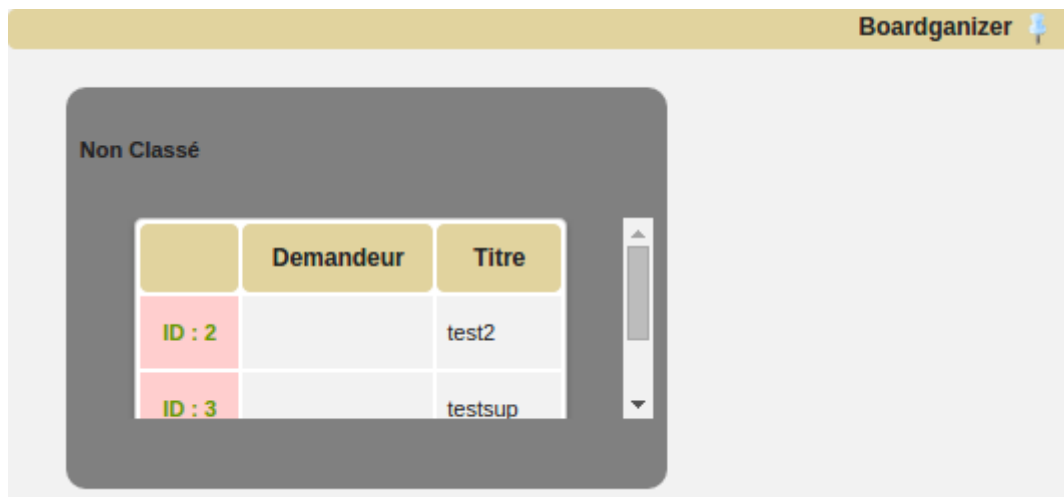 Boardganizer
Non Classé
Demandeur Titre
ID : 2 test2
ID : 3 testsup